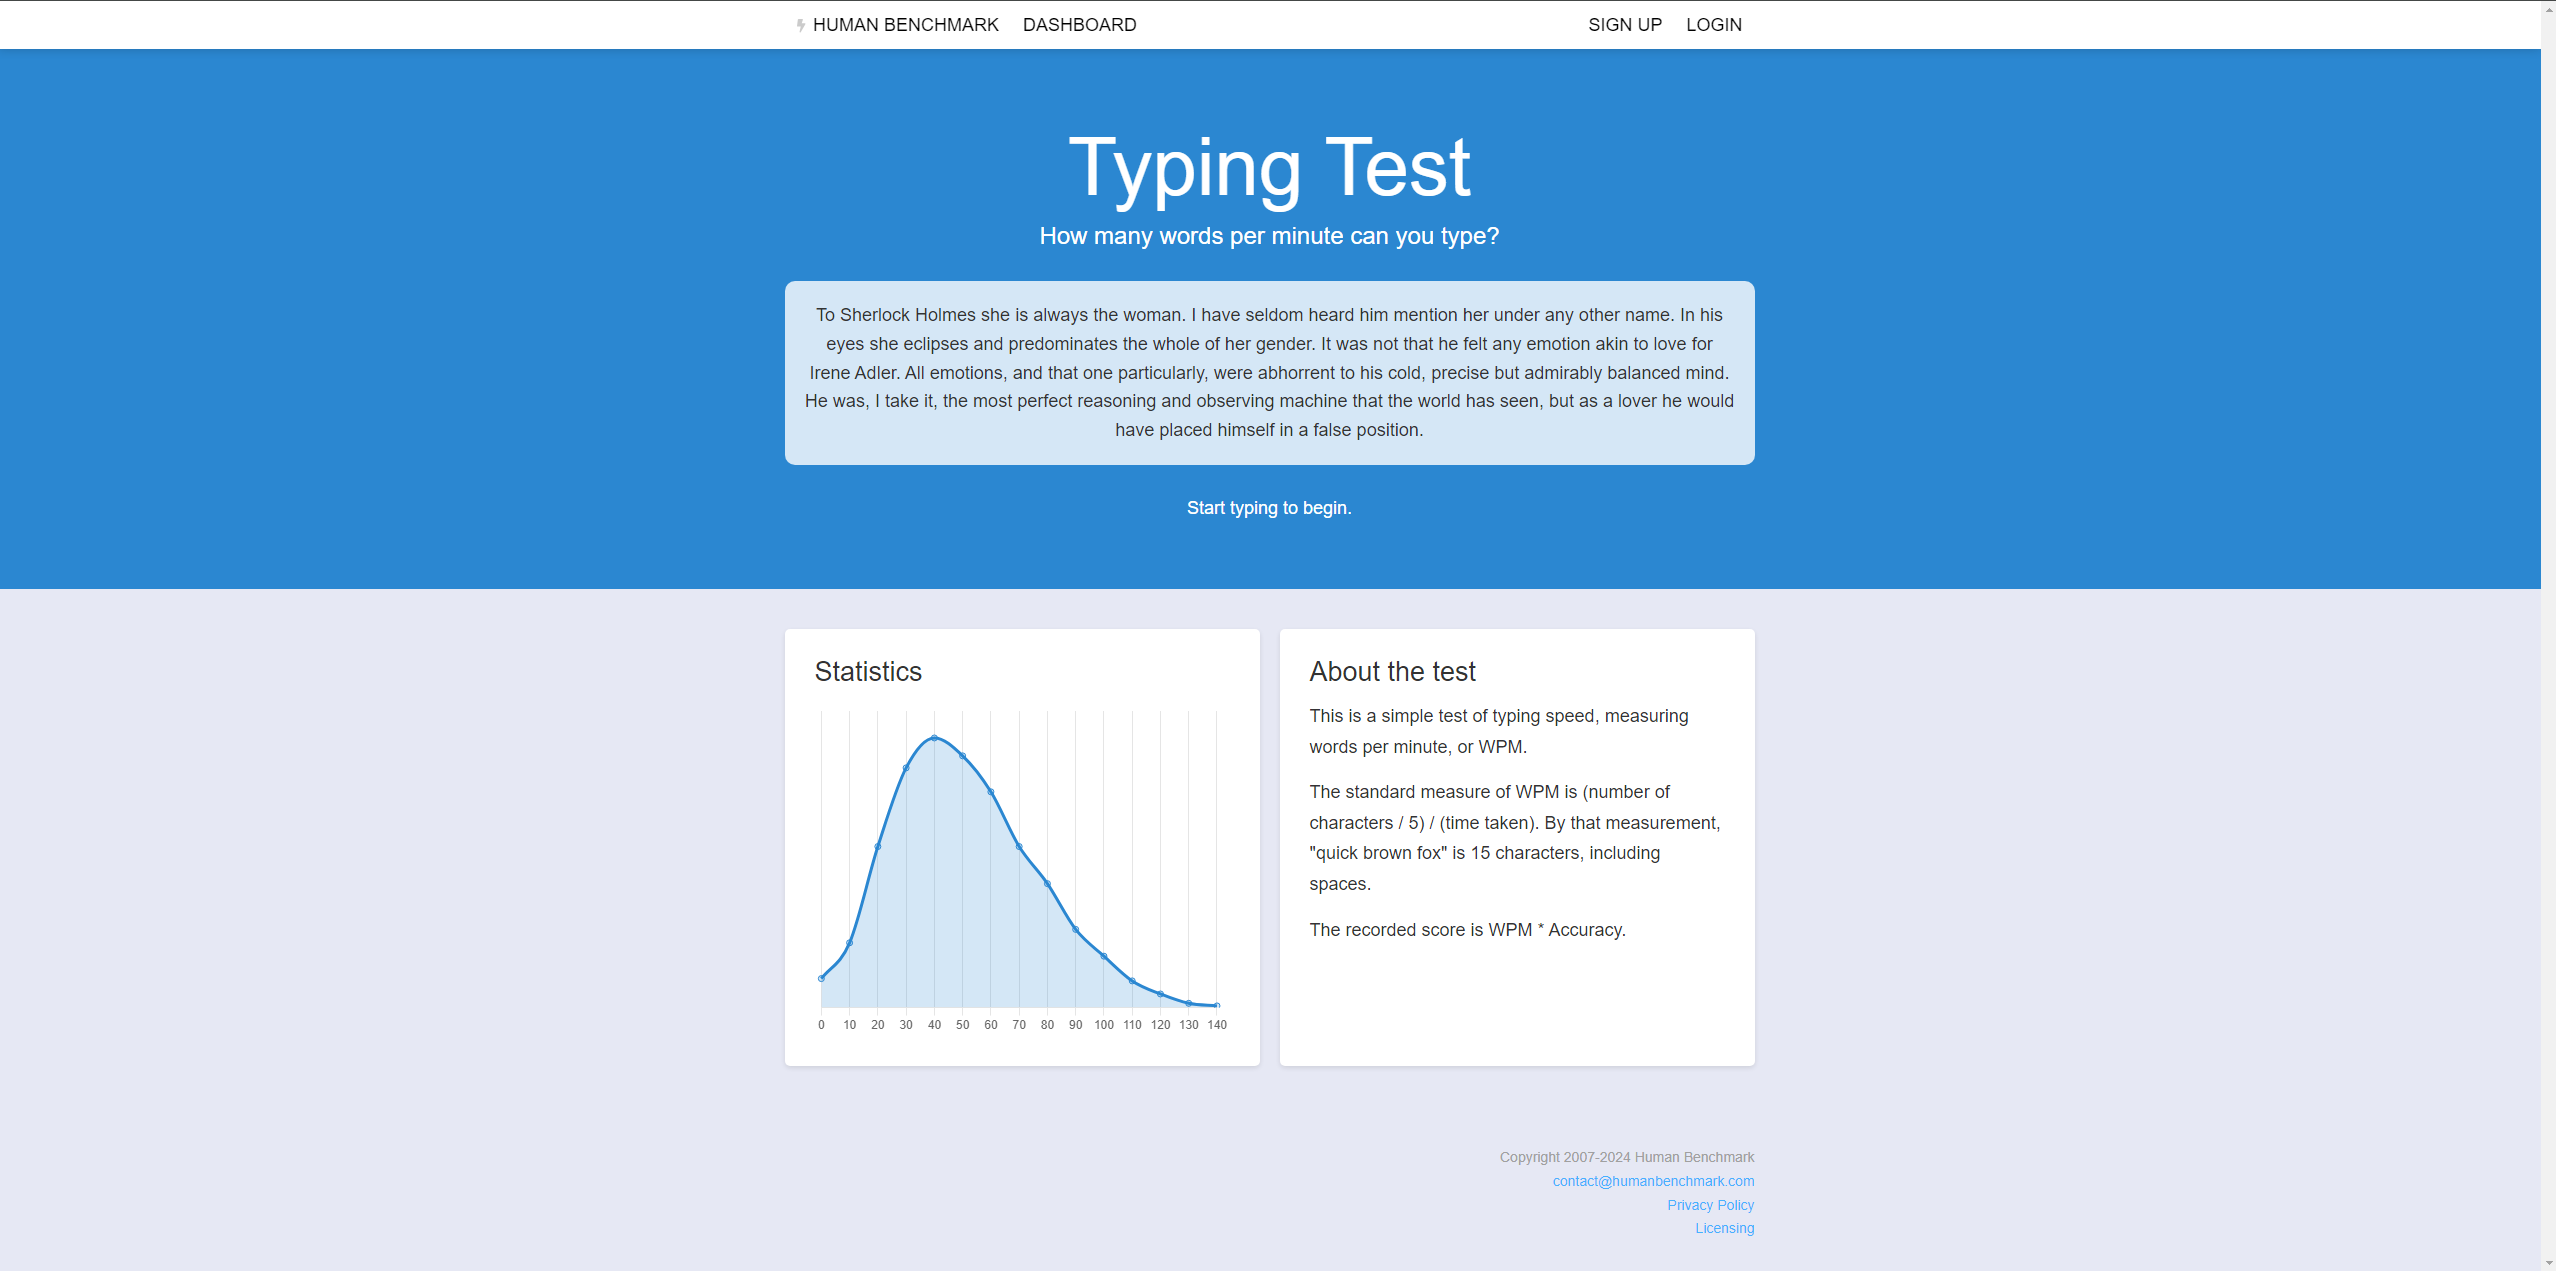 HUMAN BENCHMARK DASHBOARD SIGN UP LOGIN
Typing Test
How many words per minute can you type?
To Sherlock Holmes she is always the woman. I have seldom heard him mention her under any other name. In his
eyes she eclipses and predominates the whole of her gender. It was not that he felt any emotion akin to love for
Irene Adler. All emotions, and that one particularly, were abhorrent to his cold, precise but admirably balanced mind.
He was, I take it, the most perfect reasoning and observing machine that the world has seen, but as a lover he would
have placed himself in a false position.
Start typing to begin.
Statistics
0 10 20 30 40 50 60 70 80 90 100 110 120 130 140
About the test
This is a simple test of typing speed, measuring
words per minute, or WPM.
The standard measure of WPM is (number of
characters / 5) / (time taken). By that measurement,
"quick brown fox" is 15 characters, including
spaces.
The recorded score is WPM * Accuracy.
Copyright 2007-2024 Human Benchmark
contact@humanbenchmark.com
Privacy Policy
Licensing